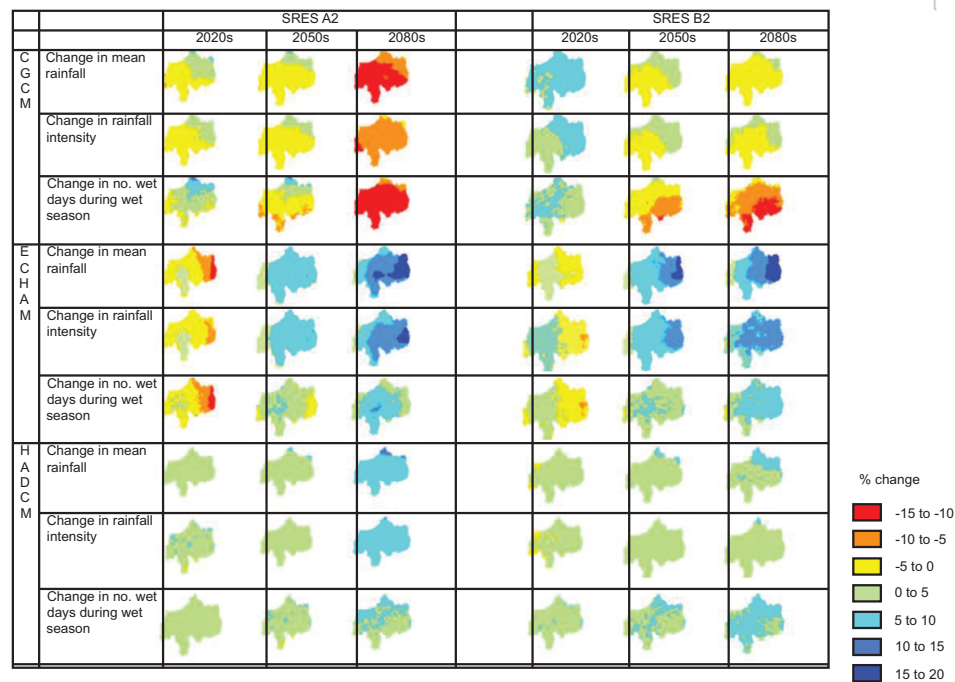 SRES A2 SRES B2
2020s 2050s 2080s 2020s 2050s 2080s
C
G
C
M
Change in mean
rainfall
Change in rainfall
intensity
Change in no. wet
days during wet
season
E
C
H
A
M
Change in mean
rainfall
Change in rainfall
intensity
Change in no. wet
days during wet
season
H
A
D
C
M
Change in mean
rainfall
Change in rainfall
intensity
Change in no. wet
days during wet
season
% change
-15 to -10
-10 to -5
-5 to 0
0 to 5
5 to 10
10 to 15
15 to 20